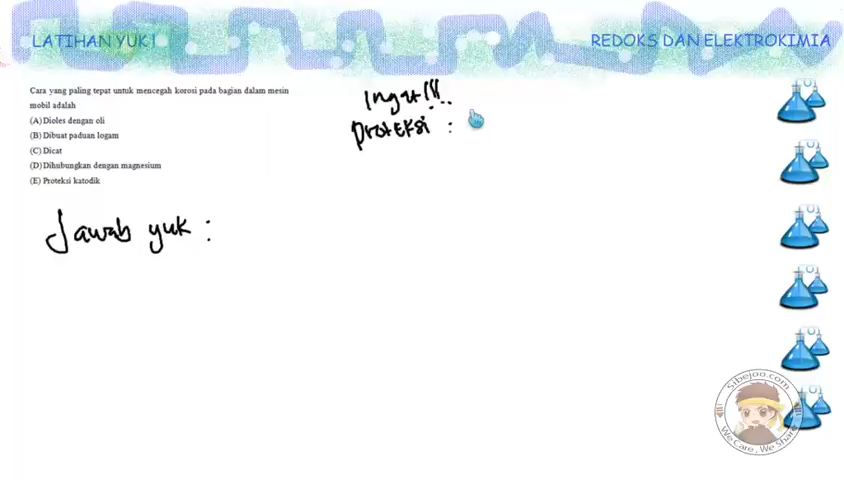 LATIHAN YUK !
REDOKS DAN ELEKTROKIMIA
Cara yang paling tepat untuk mencegah korosi pada bagian dalam mesin
mobil adalah
(A) Dioles dengan oli
(B) Dibuat paduan logam
(C) Dicat
(D) Dihubungkan dengan magnesium
(E) Proteksi katodik
Ingat!!!..
proteksi :
Jawab yuk :
Sibejoo.com
We Care, We Share